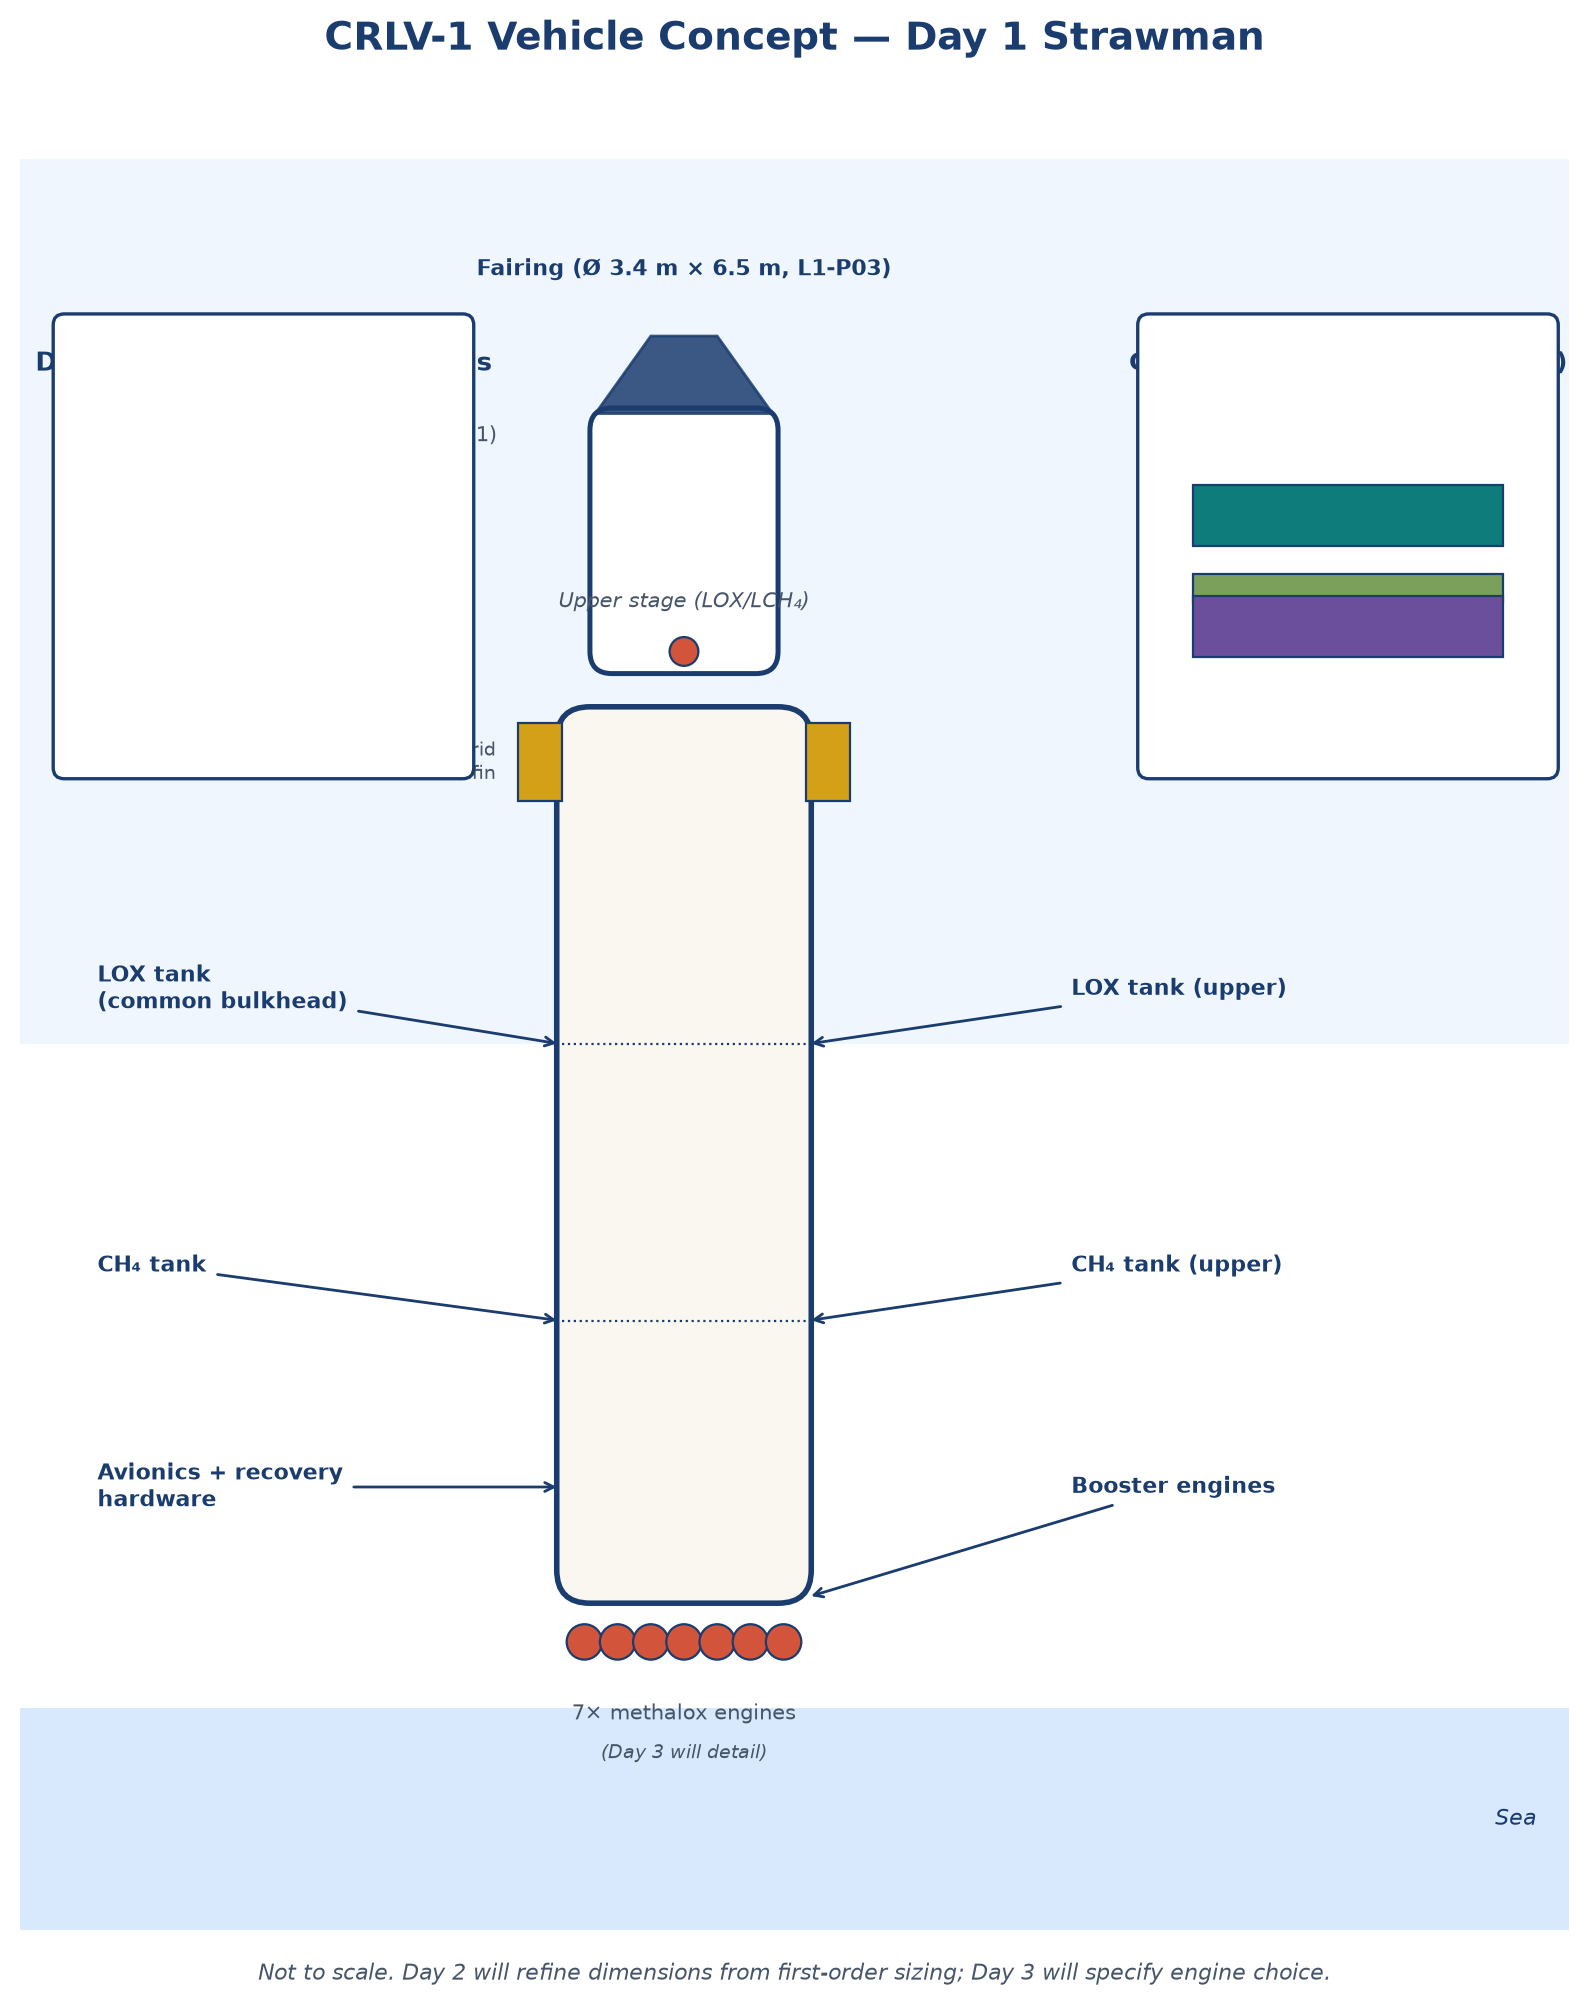 CRLV-1 Vehicle Concept — Day 1 Strawman
Fairing (Ø 3.4 m × 6.5 m, L1-P03)
Upper stage (LOX/LCH₄)
LOX tank
(common bulkhead)
LOX tank (upper)
CH₄ tank
CH₄ tank (upper)
Avionics + recovery
hardware
Booster engines
7× methalox engines
(Day 3 will detail)
Sea
Not to scale. Day 2 will refine dimensions from first-order sizing; Day 3 will specify engine choice.